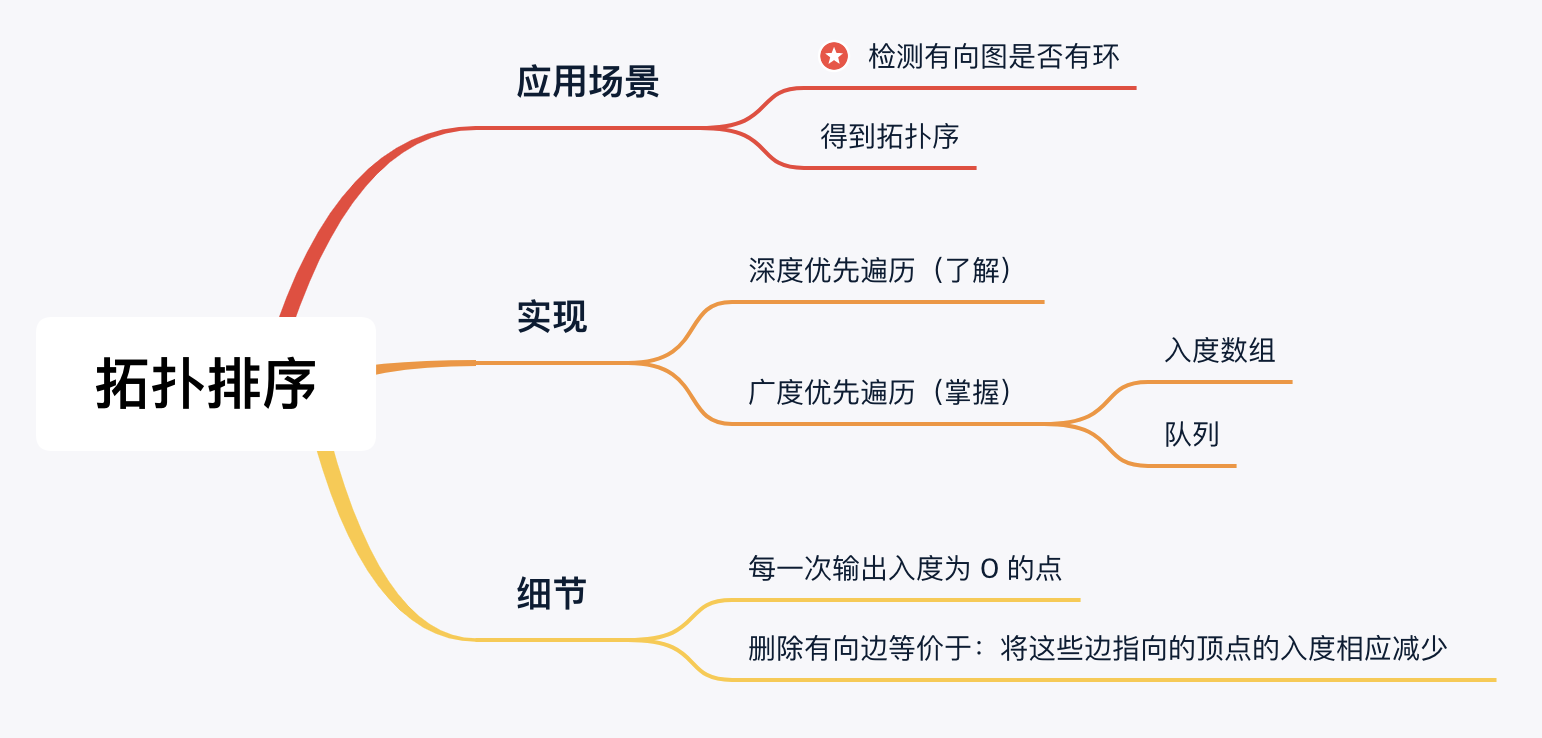 拓扑排序
应用场景
检测有向图是否有环
得到拓扑序
实现
深度优先遍历（了解）
广度优先遍历（掌握）
入度数组
队列
细节
每一次输出入度为 0 的点
删除有向边等价于：将这些边指向的顶点的入度相应减少